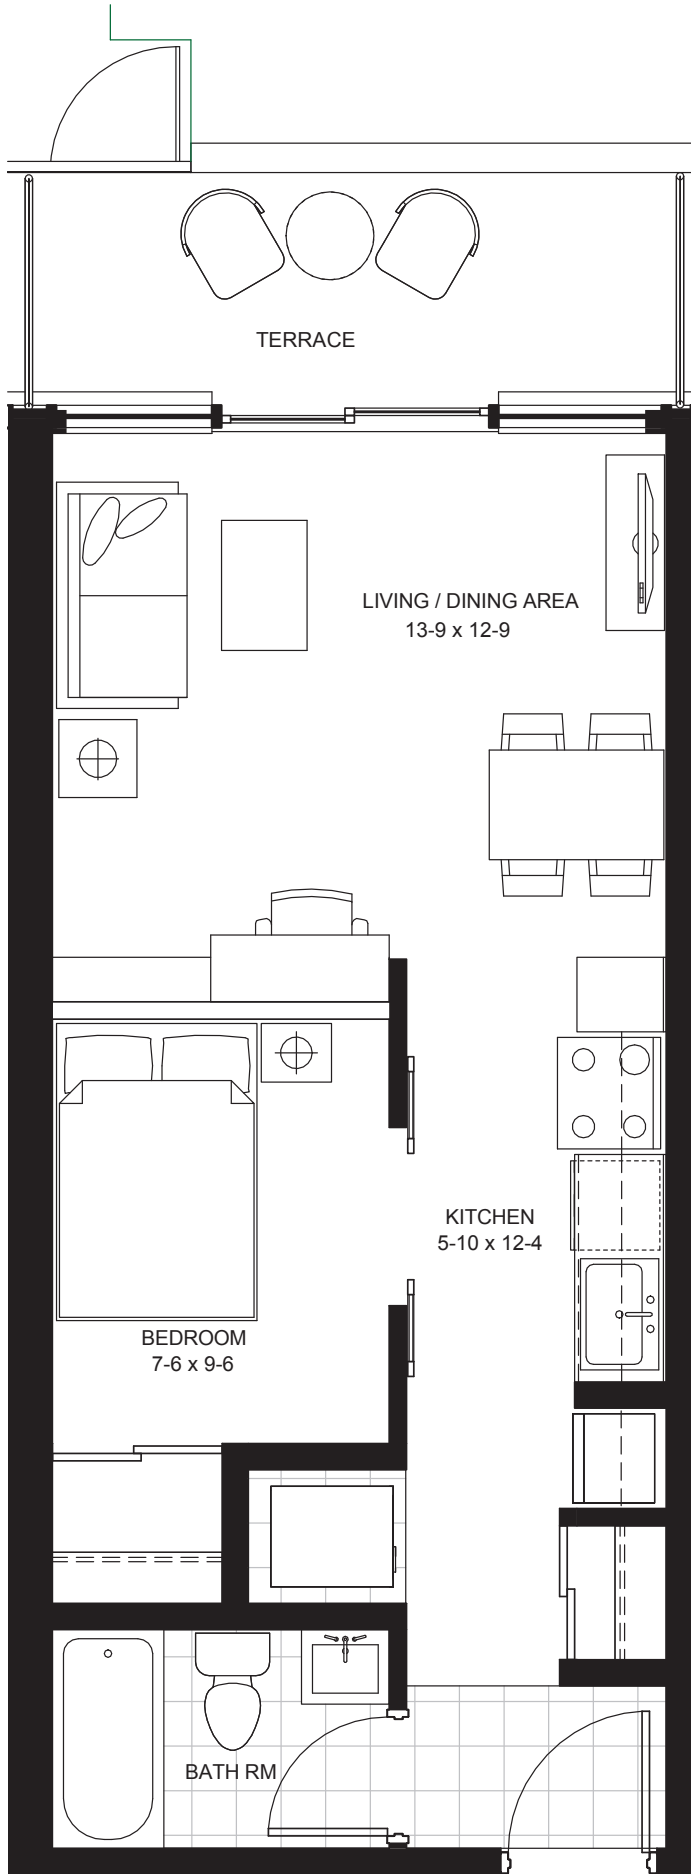 TERRACE
LIVING / DINING AREA
13-9 x 12-9
KITCHEN
5-10 x 12-4
BEDROOM
7-6 x 9-6
BATH RM